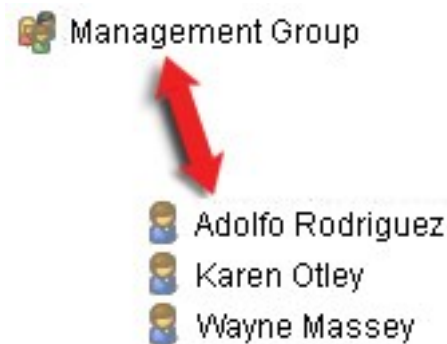 Management Group
Adolfo Rodriguez
Karen Otley
Wayne Massey